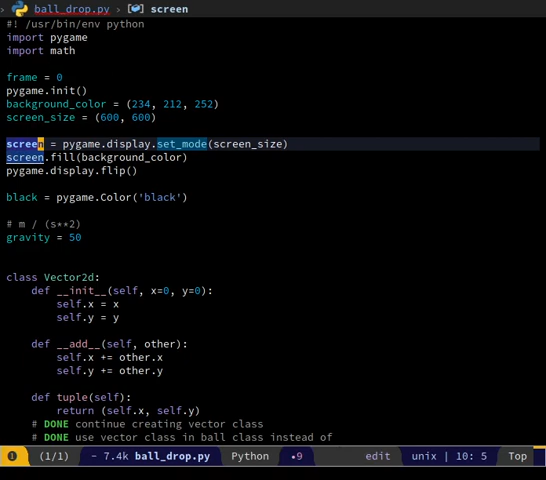 › ball_drop.py › [ ] screen
#! /usr/bin/env python
import pygame
import math
frame = 0
pygame.init()
background_color = (234, 212, 252)
screen_size = (600, 600)
screen = pygame.display.set_mode(screen_size)
screen.fill(background_color)
pygame.display.flip()
black = pygame.Color('black')
# m / (s**2)
gravity = 50
class Vector2d:
    def __init__(self, x=0, y=0):
        self.x = x
        self.y = y
    def __add__(self, other):
        self.x += other.x
        self.y += other.y
    def tuple(self):
        return (self.x, self.y)
    # DONE continue creating vector class
    # DONE use vector class in ball class instead of
1 (1/1) - 7.4k ball_drop.py Python •9 edit unix | 10: 5 Top